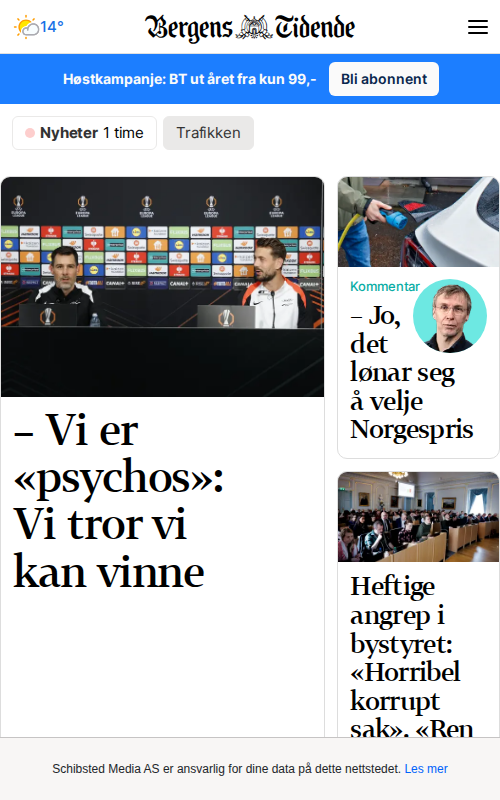 14°
Bergens Tidende
Høstkampanje: BT ut året fra kun 99,-
Bli abonnent
Nyheter 1 time
Trafikken
– Vi er
«psychos»:
Vi tror vi
kan vinne
Kommentar
– Jo,
det
lønar seg
å velje
Norgespris
Heftige
angrep i
bystyret:
«Horribel
korrupt
sak», «Ren
Schibsted Media AS er ansvarlig for dine data på dette nettstedet. Les mer